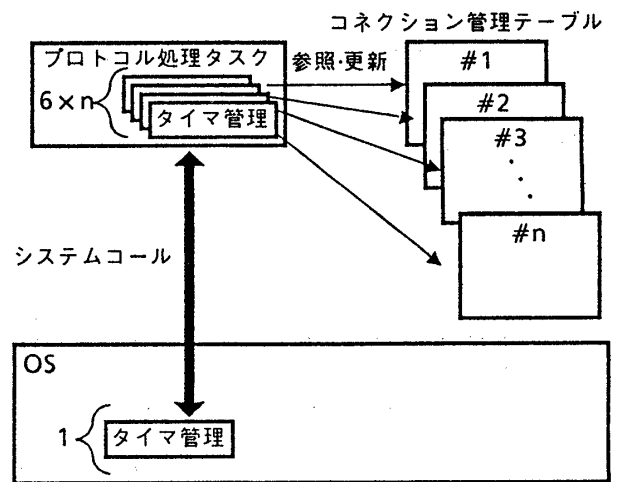 コネクション管理テーブル
プロトコル処理タスク
参照・更新
#1
6×n
タイマ管理
#2
#3
#n
システムコール
OS
1
タイマ管理